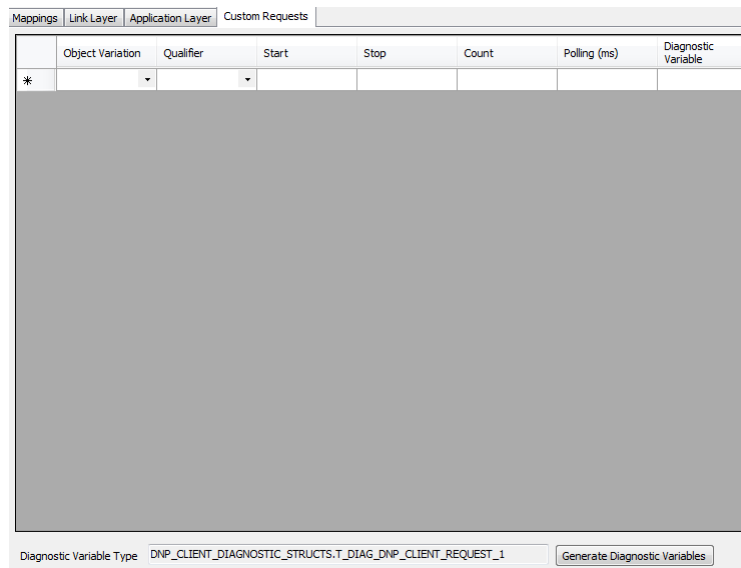 Mappings Link Layer Application Layer Custom Requests
Object Variation Qualifier Start Stop Count Polling (ms) Diagnostic Variable
*
Diagnostic Variable Type DNP_CLIENT_DIAGNOSTIC_STRUCTS.T_DIAG_DNP_CLIENT_REQUEST_1 Generate Diagnostic Variables